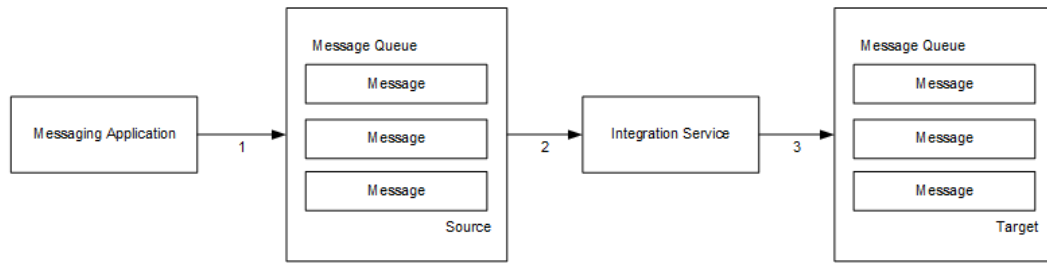 Messaging Application
1
Message Queue
Message
Message
Message
Source
2
Integration Service
3
Message Queue
Message
Message
Message
Target